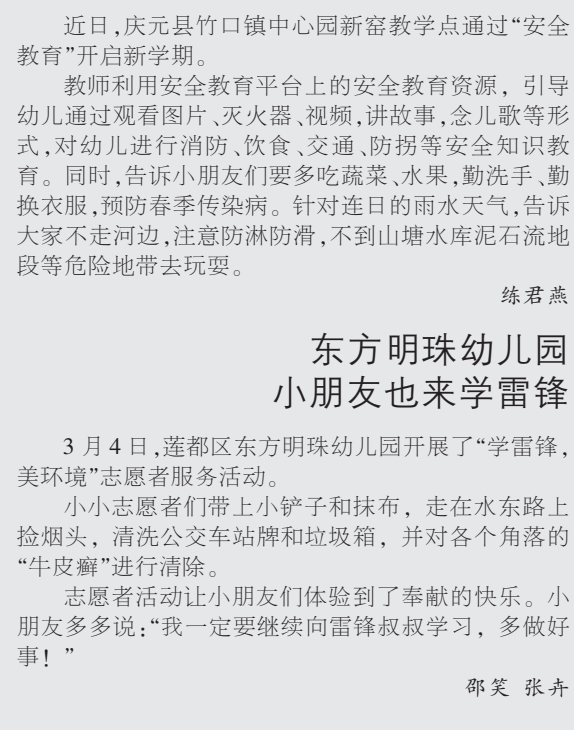 近日,庆元县竹口镇中心园新窑教学点通过“安全
教育”开启新学期。
教师利用安全教育平台上的安全教育资源，引导
幼儿通过观看图片、灭火器、视频,讲故事,念儿歌等形
式,对幼儿进行消防、饮食、交通、防拐等安全知识教
育。同时,告诉小朋友们要多吃蔬菜、水果,勤洗手、勤
换衣服,预防春季传染病。针对连日的雨水天气,告诉
大家不走河边,注意防淋防滑,不到山塘水库泥石流地
段等危险地带去玩耍。
练君燕
东方明珠幼儿园
小朋友也来学雷锋
3 月 4 日,莲都区东方明珠幼儿园开展了“学雷锋,
美环境”志愿者服务活动。
小小志愿者们带上小铲子和抹布，走在水东路上
捡烟头，清洗公交车站牌和垃圾箱，并对各个角落的
“牛皮癣”进行清除。
志愿者活动让小朋友们体验到了奉献的快乐。小
朋友多多说:“我一定要继续向雷锋叔叔学习，多做好
事！”
邵笑 张卉